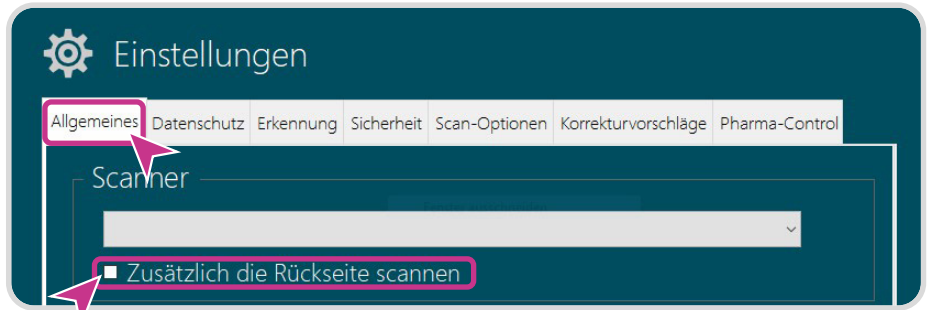 Einstellungen
Allgemeines Datenschutz Erkennung Sicherheit Scan-Optionen Korrekturvorschläge Pharma-Control
Scanner
Zusätzlich die Rückseite scannen